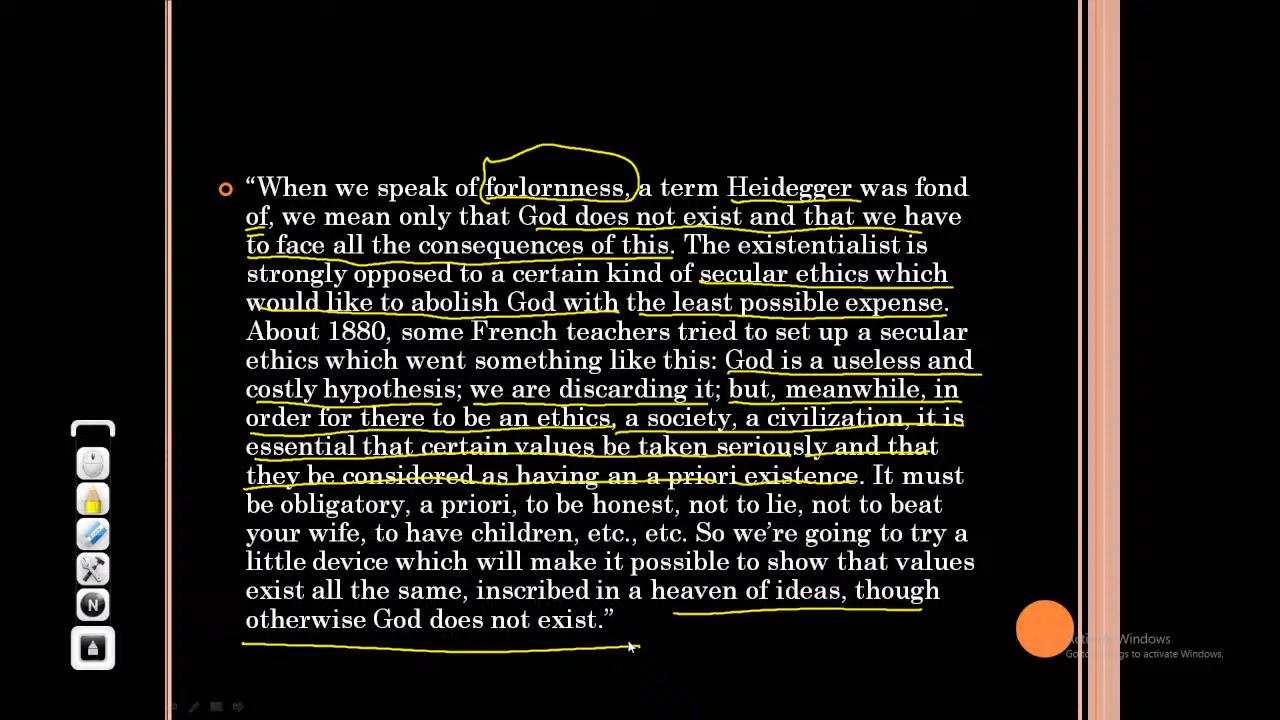 “When we speak of forlornness, a term Heidegger was fond
of, we mean only that God does not exist and that we have
to face all the consequences of this. The existentialist is
strongly opposed to a certain kind of secular ethics which
would like to abolish God with the least possible expense.
About 1880, some French teachers tried to set up a secular
ethics which went something like this: God is a useless and
costly hypothesis; we are discarding it; but, meanwhile, in
order for there to be an ethics, a society, a civilization, it is
essential that certain values be taken seriously and that
they be considered as having an a priori existence. It must
be obligatory, a priori, to be honest, not to lie, not to beat
your wife, to have children, etc., etc. So we’re going to try a
little device which will make it possible to show that values
exist all the same, inscribed in a heaven of ideas, though
otherwise God does not exist.”
N
Activate Windows
Go to Settings to activate Windows.